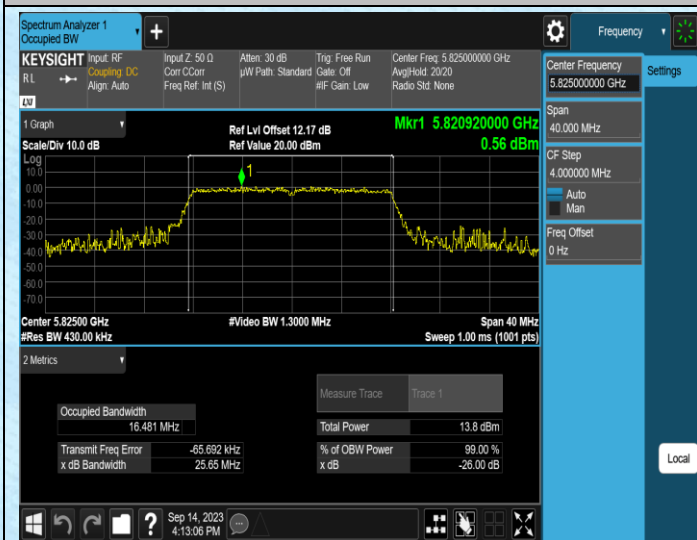 Spectrum Analyzer 1
Occupied BW
Frequency
KEYSIGHT
RL
Input: RF
Coupling: DC
Align: Auto
Input Z: 50 Ω
Corr CCorr
Freq Ref: Int (S)
Atten: 30 dB
µW Path: Standard
Trig: Free Run
Gate: Off
#IF Gain: Low
Center Freq: 5.825000000 GHz
Avg|Hold: 20/20
Radio Std: None
LXI
1 Graph
Scale/Div 10.0 dB
Ref Lvl Offset 12.17 dB
Ref Value 20.00 dBm
Mkr1 5.820920000 GHz
0.56 dBm
Log
10.0
0.00
-10.0
-20.0
-30.0
-40.0
-50.0
-60.0
-70.0
1
Center 5.82500 GHz
#Res BW 430.00 kHz
#Video BW 1.3000 MHz
Span 40 MHz
Sweep 1.00 ms (1001 pts)
2 Metrics
Measure Trace
Trace 1
Occupied Bandwidth
16.481 MHz
Total Power
13.8 dBm
Transmit Freq Error
-65.692 kHz
% of OBW Power
99.00 %
x dB Bandwidth
25.65 MHz
x dB
-26.00 dB
Center Frequency
5.825000000 GHz
Span
40.000 MHz
CF Step
4.000000 MHz
Auto
Man
Freq Offset
0 Hz
Settings
Local
?
Sep 14, 2023
4:13:06 PM